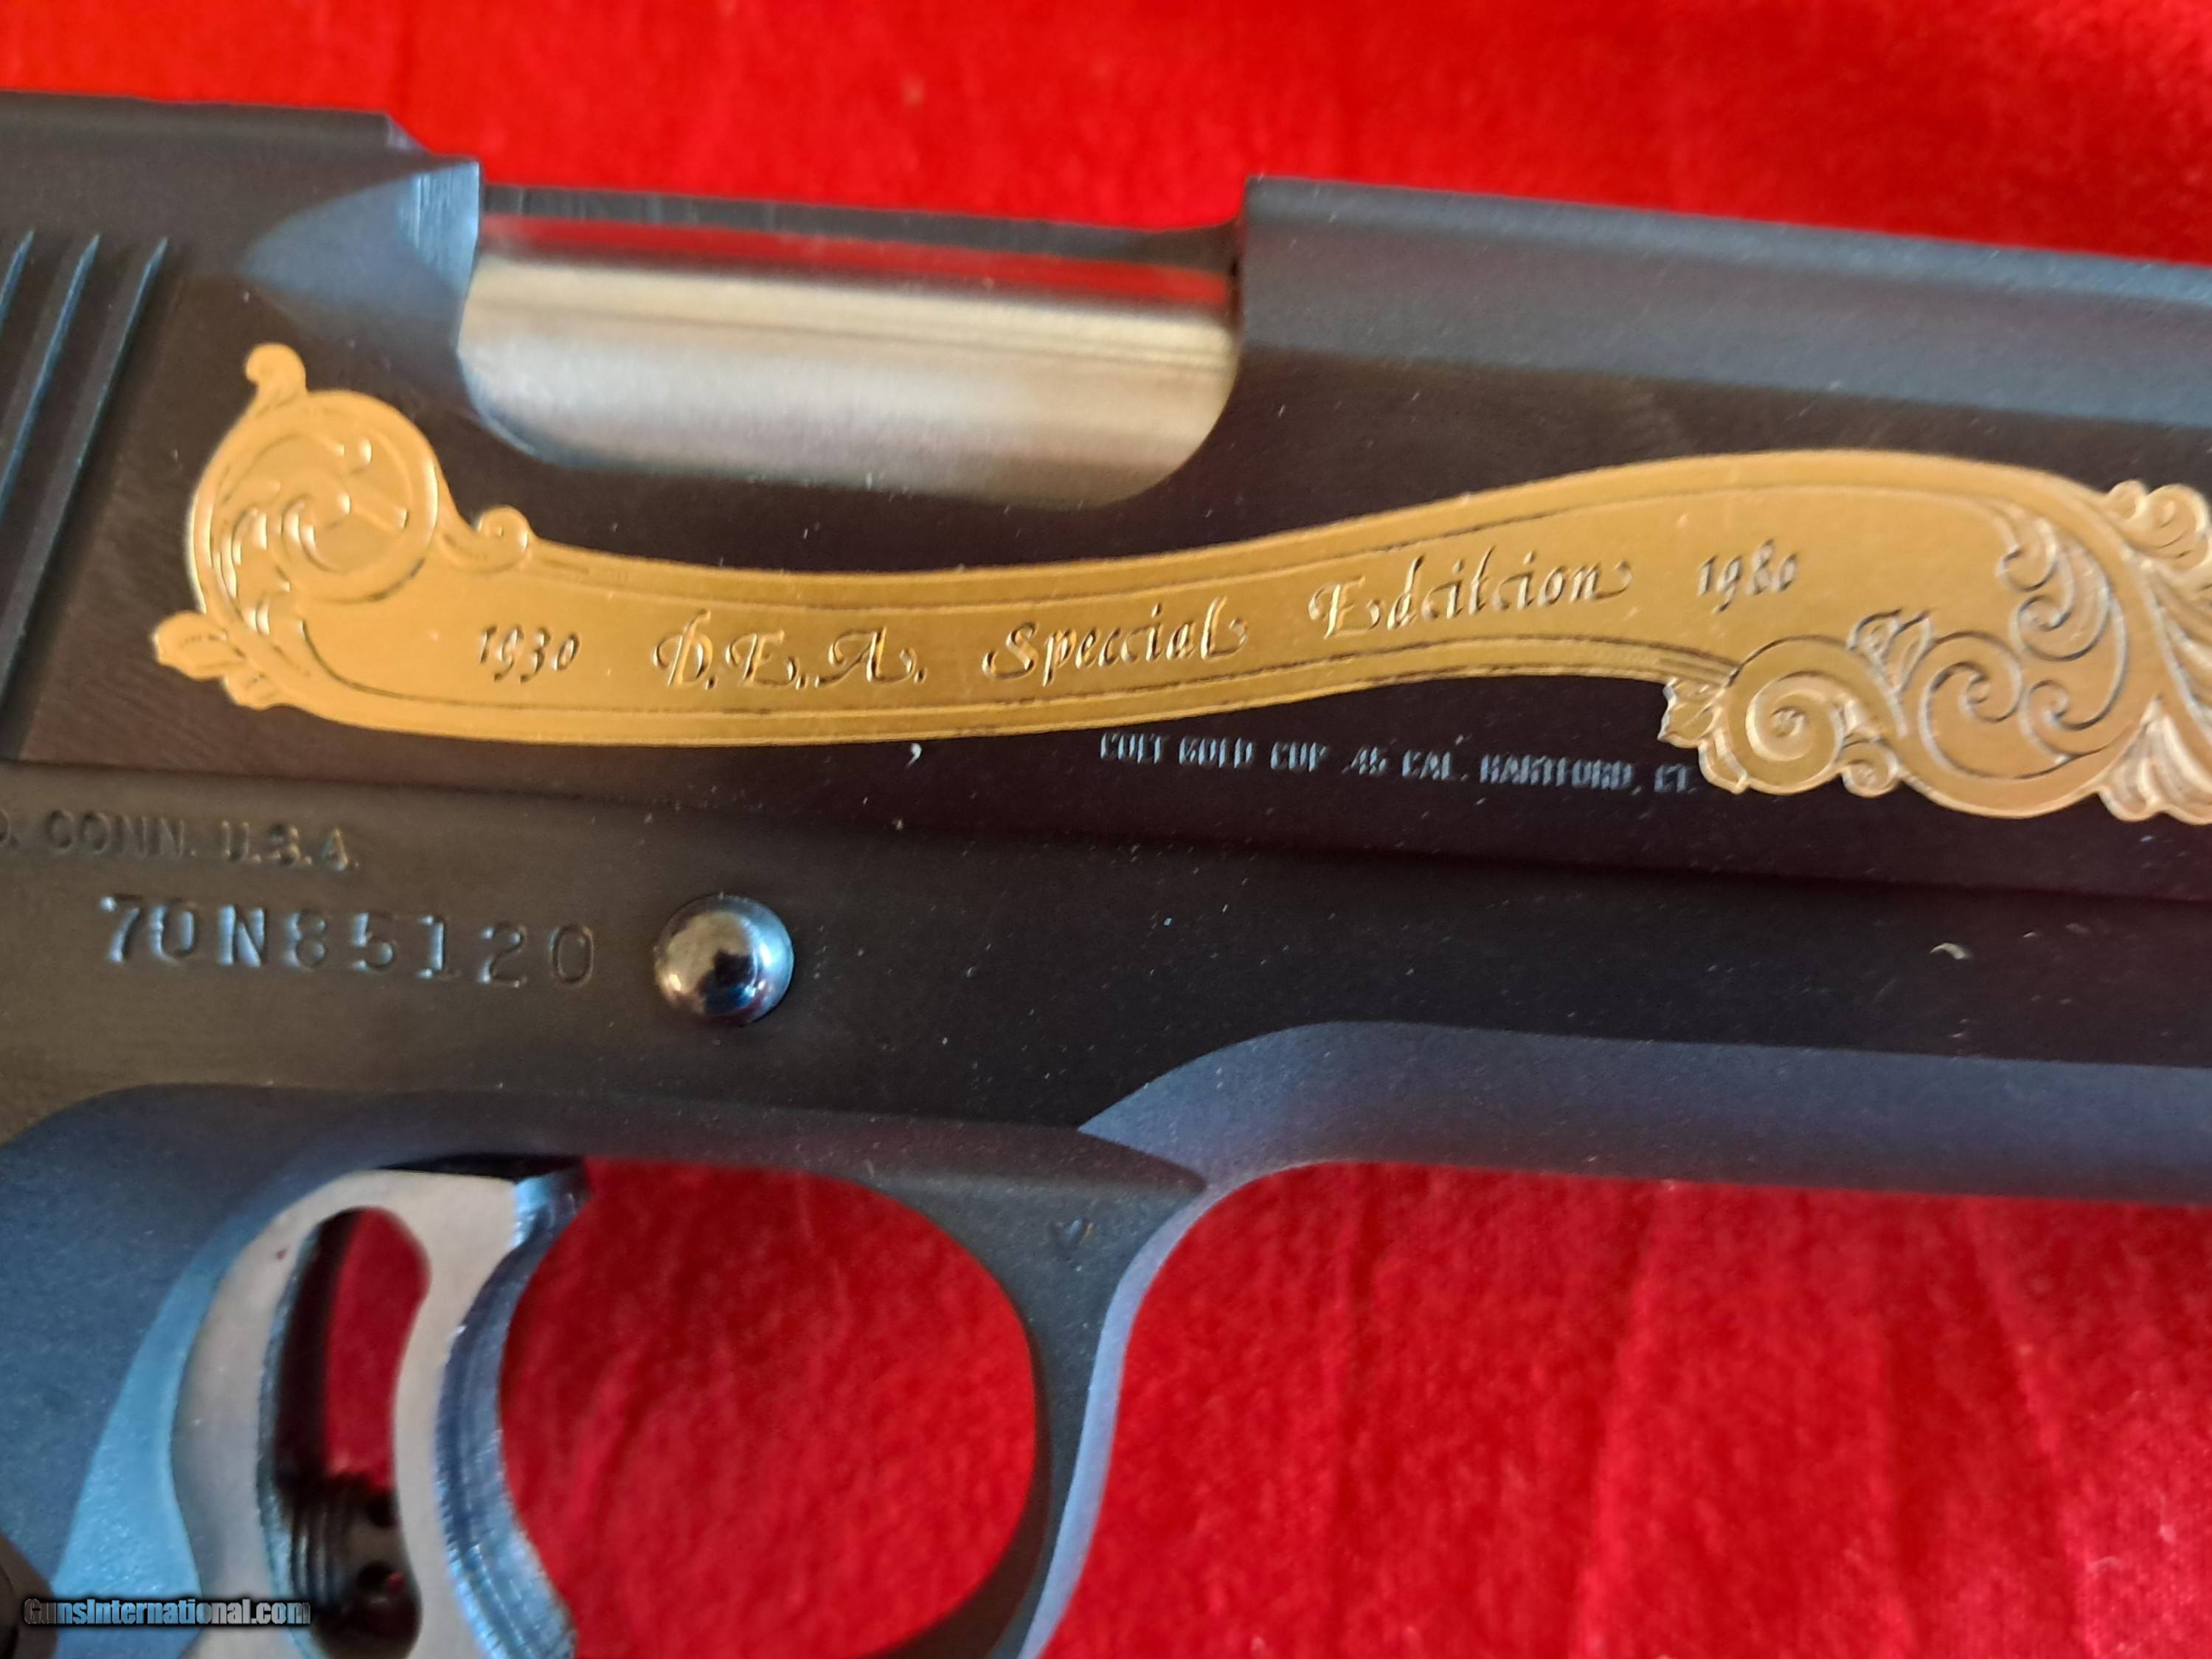 1930 D.E.A. Special Edition 1980
COLT GOLD CUP .45 CAL. HARTFORD, CT.
CONN. U.S.A.
70N85120
GunsInternational.com